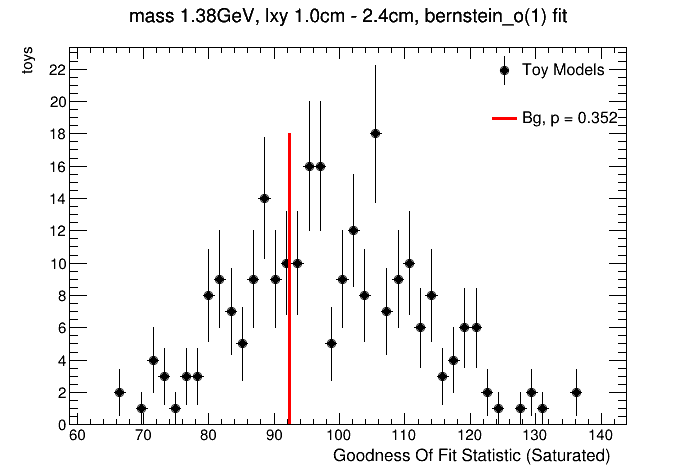 mass 1.38GeV, lxy 1.0cm - 2.4cm, bernstein_o(1) fit
toys
Toy Models
Bg, p = 0.352
22
20
18
16
14
12
10
8
6
4
2
0
60 70 80 90 100 110 120 130 140
Goodness Of Fit Statistic (Saturated)